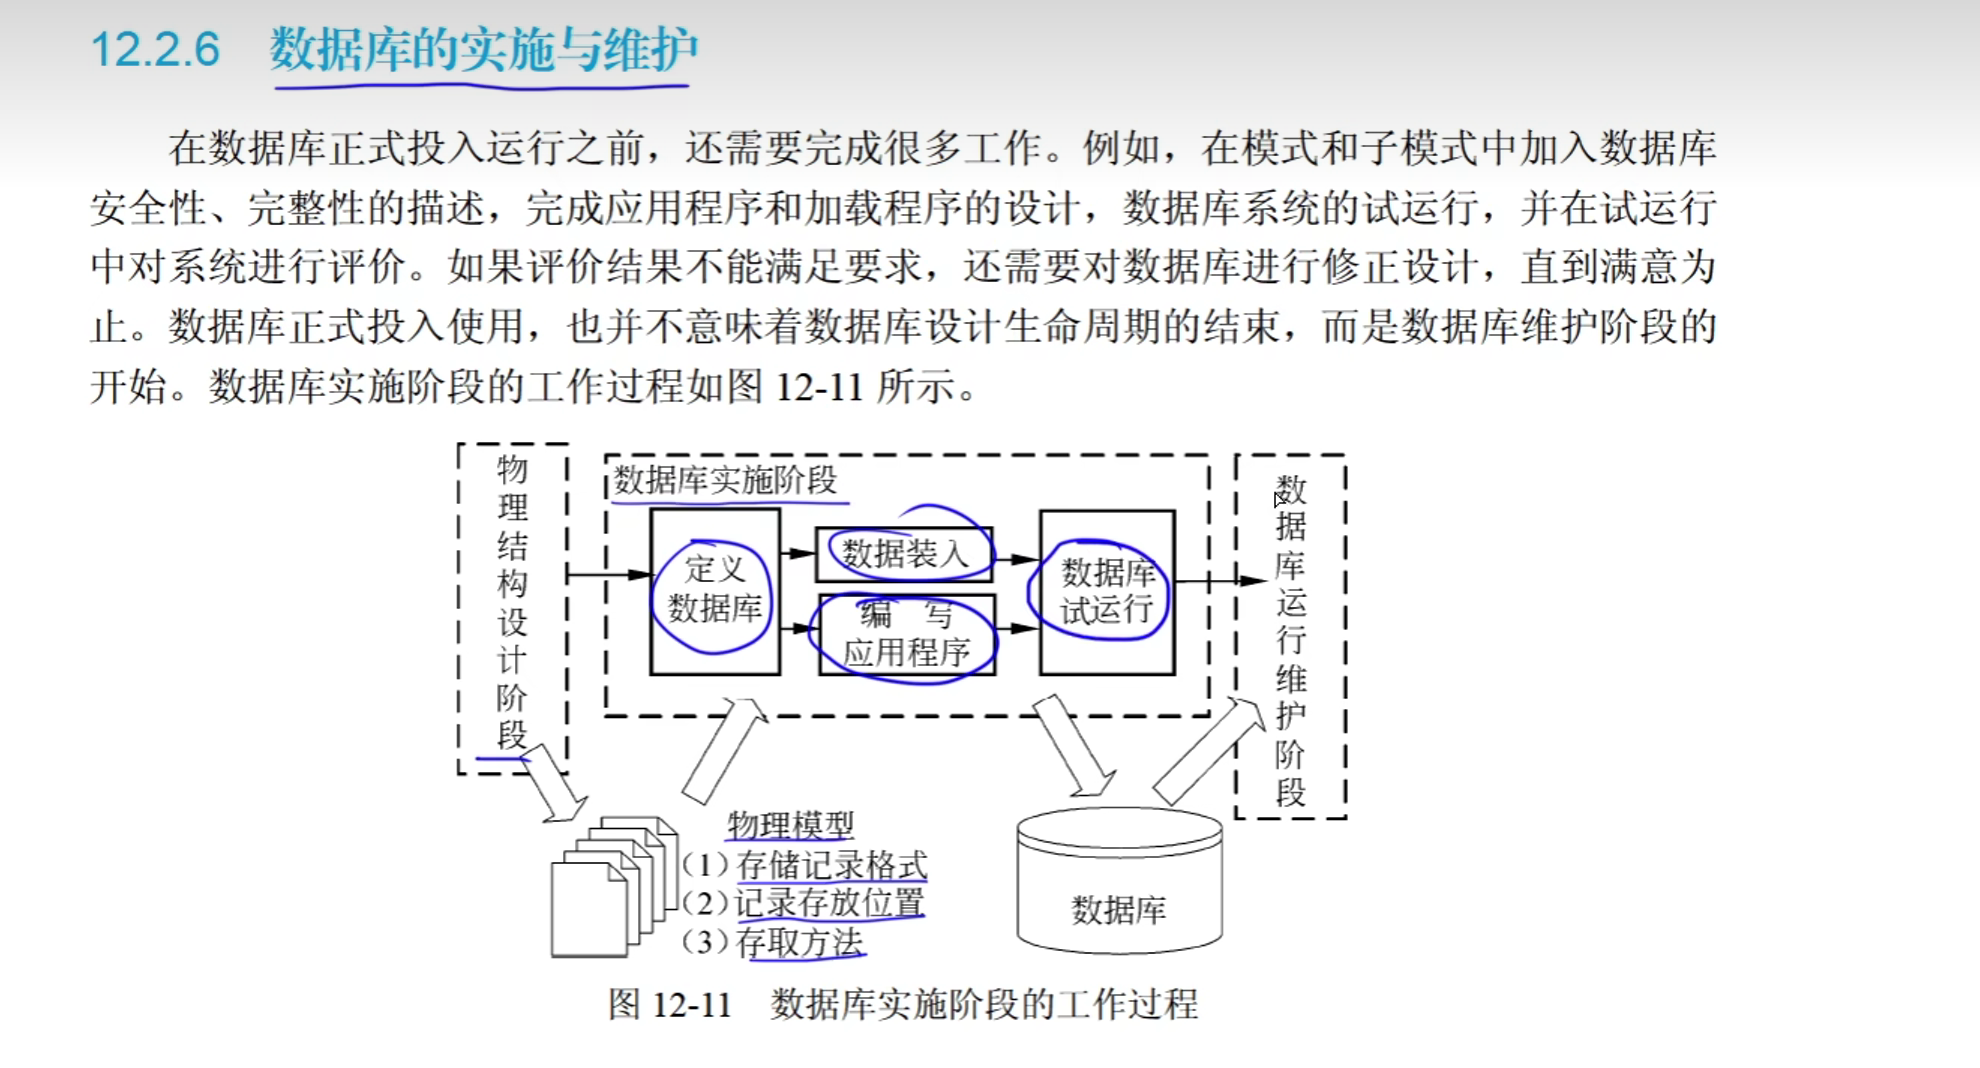 12.2.6 数据库的实施与维护
在数据库正式投入运行之前，还需要完成很多工作。例如，在模式和子模式中加入数据库
安全性、完整性的描述，完成应用程序和加载程序的设计，数据库系统的试运行，并在试运行
中对系统进行评价。如果评价结果不能满足要求，还需要对数据库进行修正设计，直到满意为
止。数据库正式投入使用，也并不意味着数据库设计生命周期的结束，而是数据库维护阶段的
开始。数据库实施阶段的工作过程如图 12-11 所示。
物理结构设计阶段
数据库实施阶段
定义
数据库
数据装入
编 写
应用程序
数据库
试运行
数据库运行维护阶段
物理模型
（1）存储记录格式
（2）记录存放位置
（3）存取方法
数据库
图 12-11 数据库实施阶段的工作过程